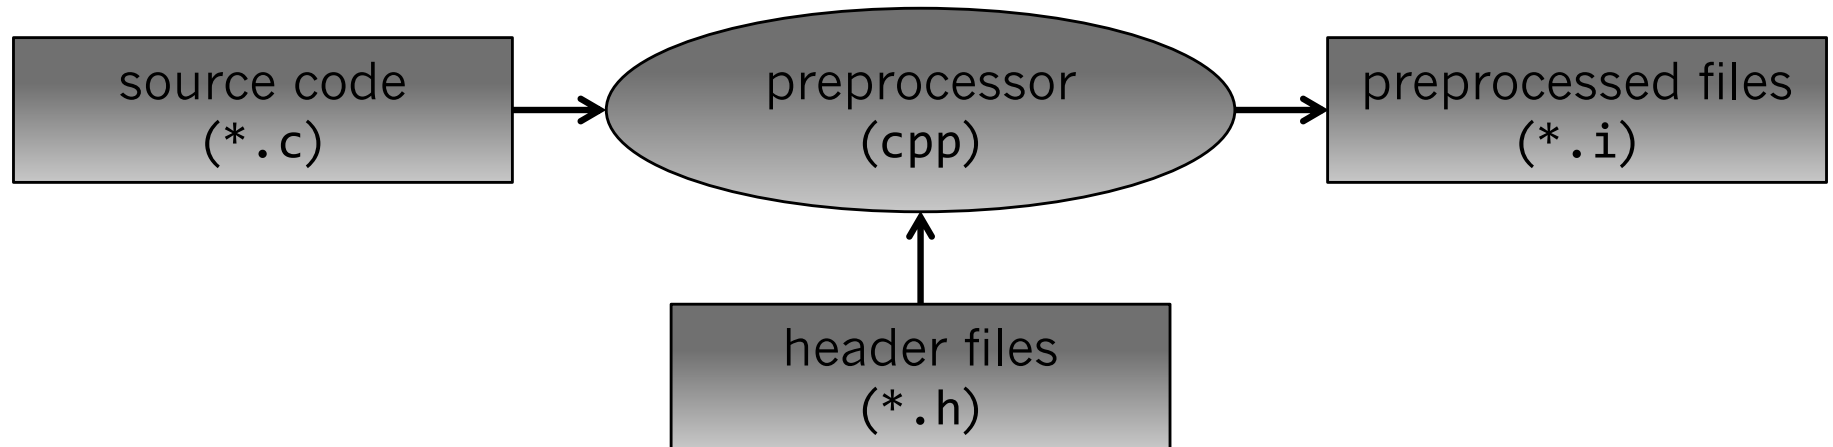 source code
(*.c)
preprocessor
(cpp)
preprocessed files
(*.i)
header files
(*.h)